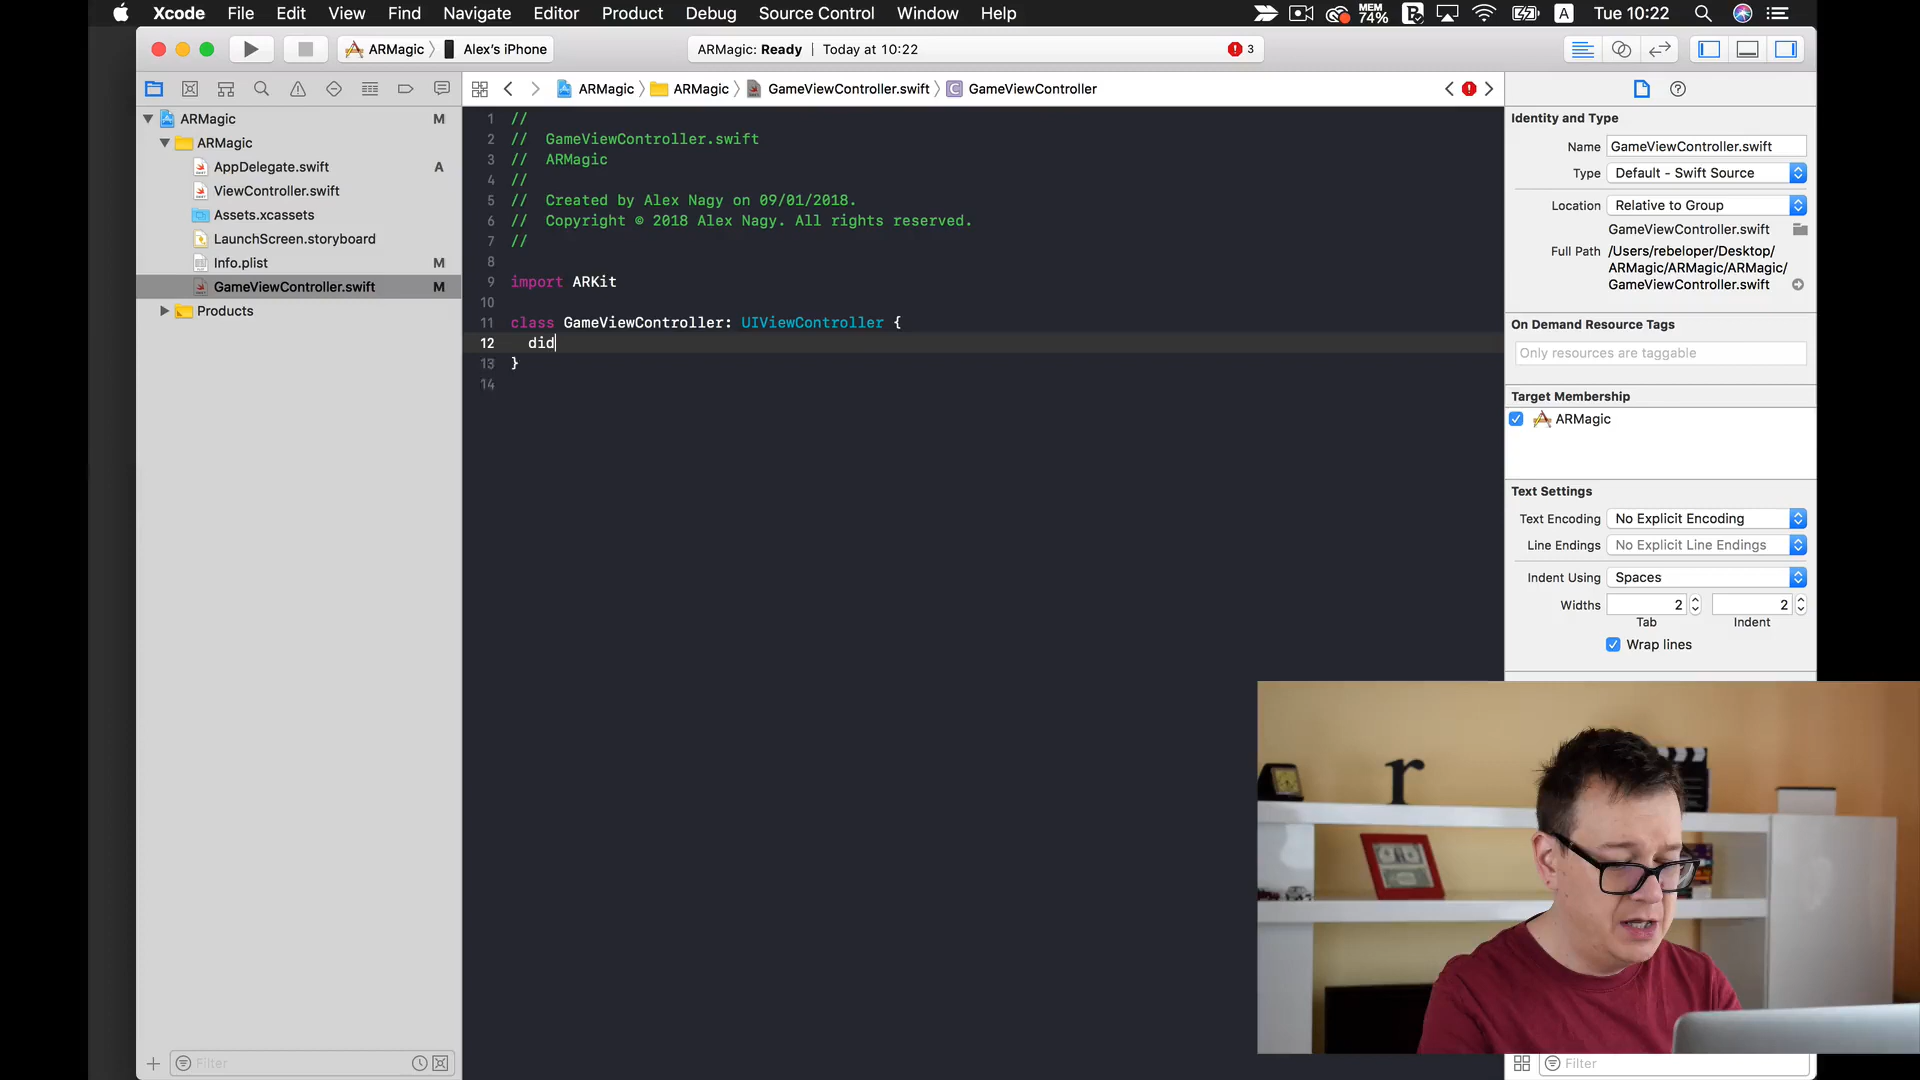 Xcode File Edit View Find Navigate Editor Product Debug Source Control Window Help MEM 74% A Tue 10:22
ARMagic Alex's iPhone ARMagic: Ready Today at 10:22 3
ARMagic ARMagic GameViewController.swift C GameViewController
ARMagic M
ARMagic
AppDelegate.swift A
ViewController.swift
Assets.xcassets
LaunchScreen.storyboard
Info.plist M
GameViewController.swift M
Products
Filter
1 //
2 // GameViewController.swift
3 // ARMagic
4 //
5 // Created by Alex Nagy on 09/01/2018.
6 // Copyright © 2018 Alex Nagy. All rights reserved.
7 //
8
9 import ARKit
10
11 class GameViewController: UIViewController {
12 did
13 }
14
Identity and Type
Name GameViewController.swift
Type Default - Swift Source
Location Relative to Group
GameViewController.swift
Full Path /Users/rebeloper/Desktop/
ARMagic/ARMagic/ARMagic/
GameViewController.swift
On Demand Resource Tags
Only resources are taggable
Target Membership
ARMagic
Text Settings
Text Encoding No Explicit Encoding
Line Endings No Explicit Line Endings
Indent Using Spaces
Widths 2 2
Tab Indent
Wrap lines
r
Filter